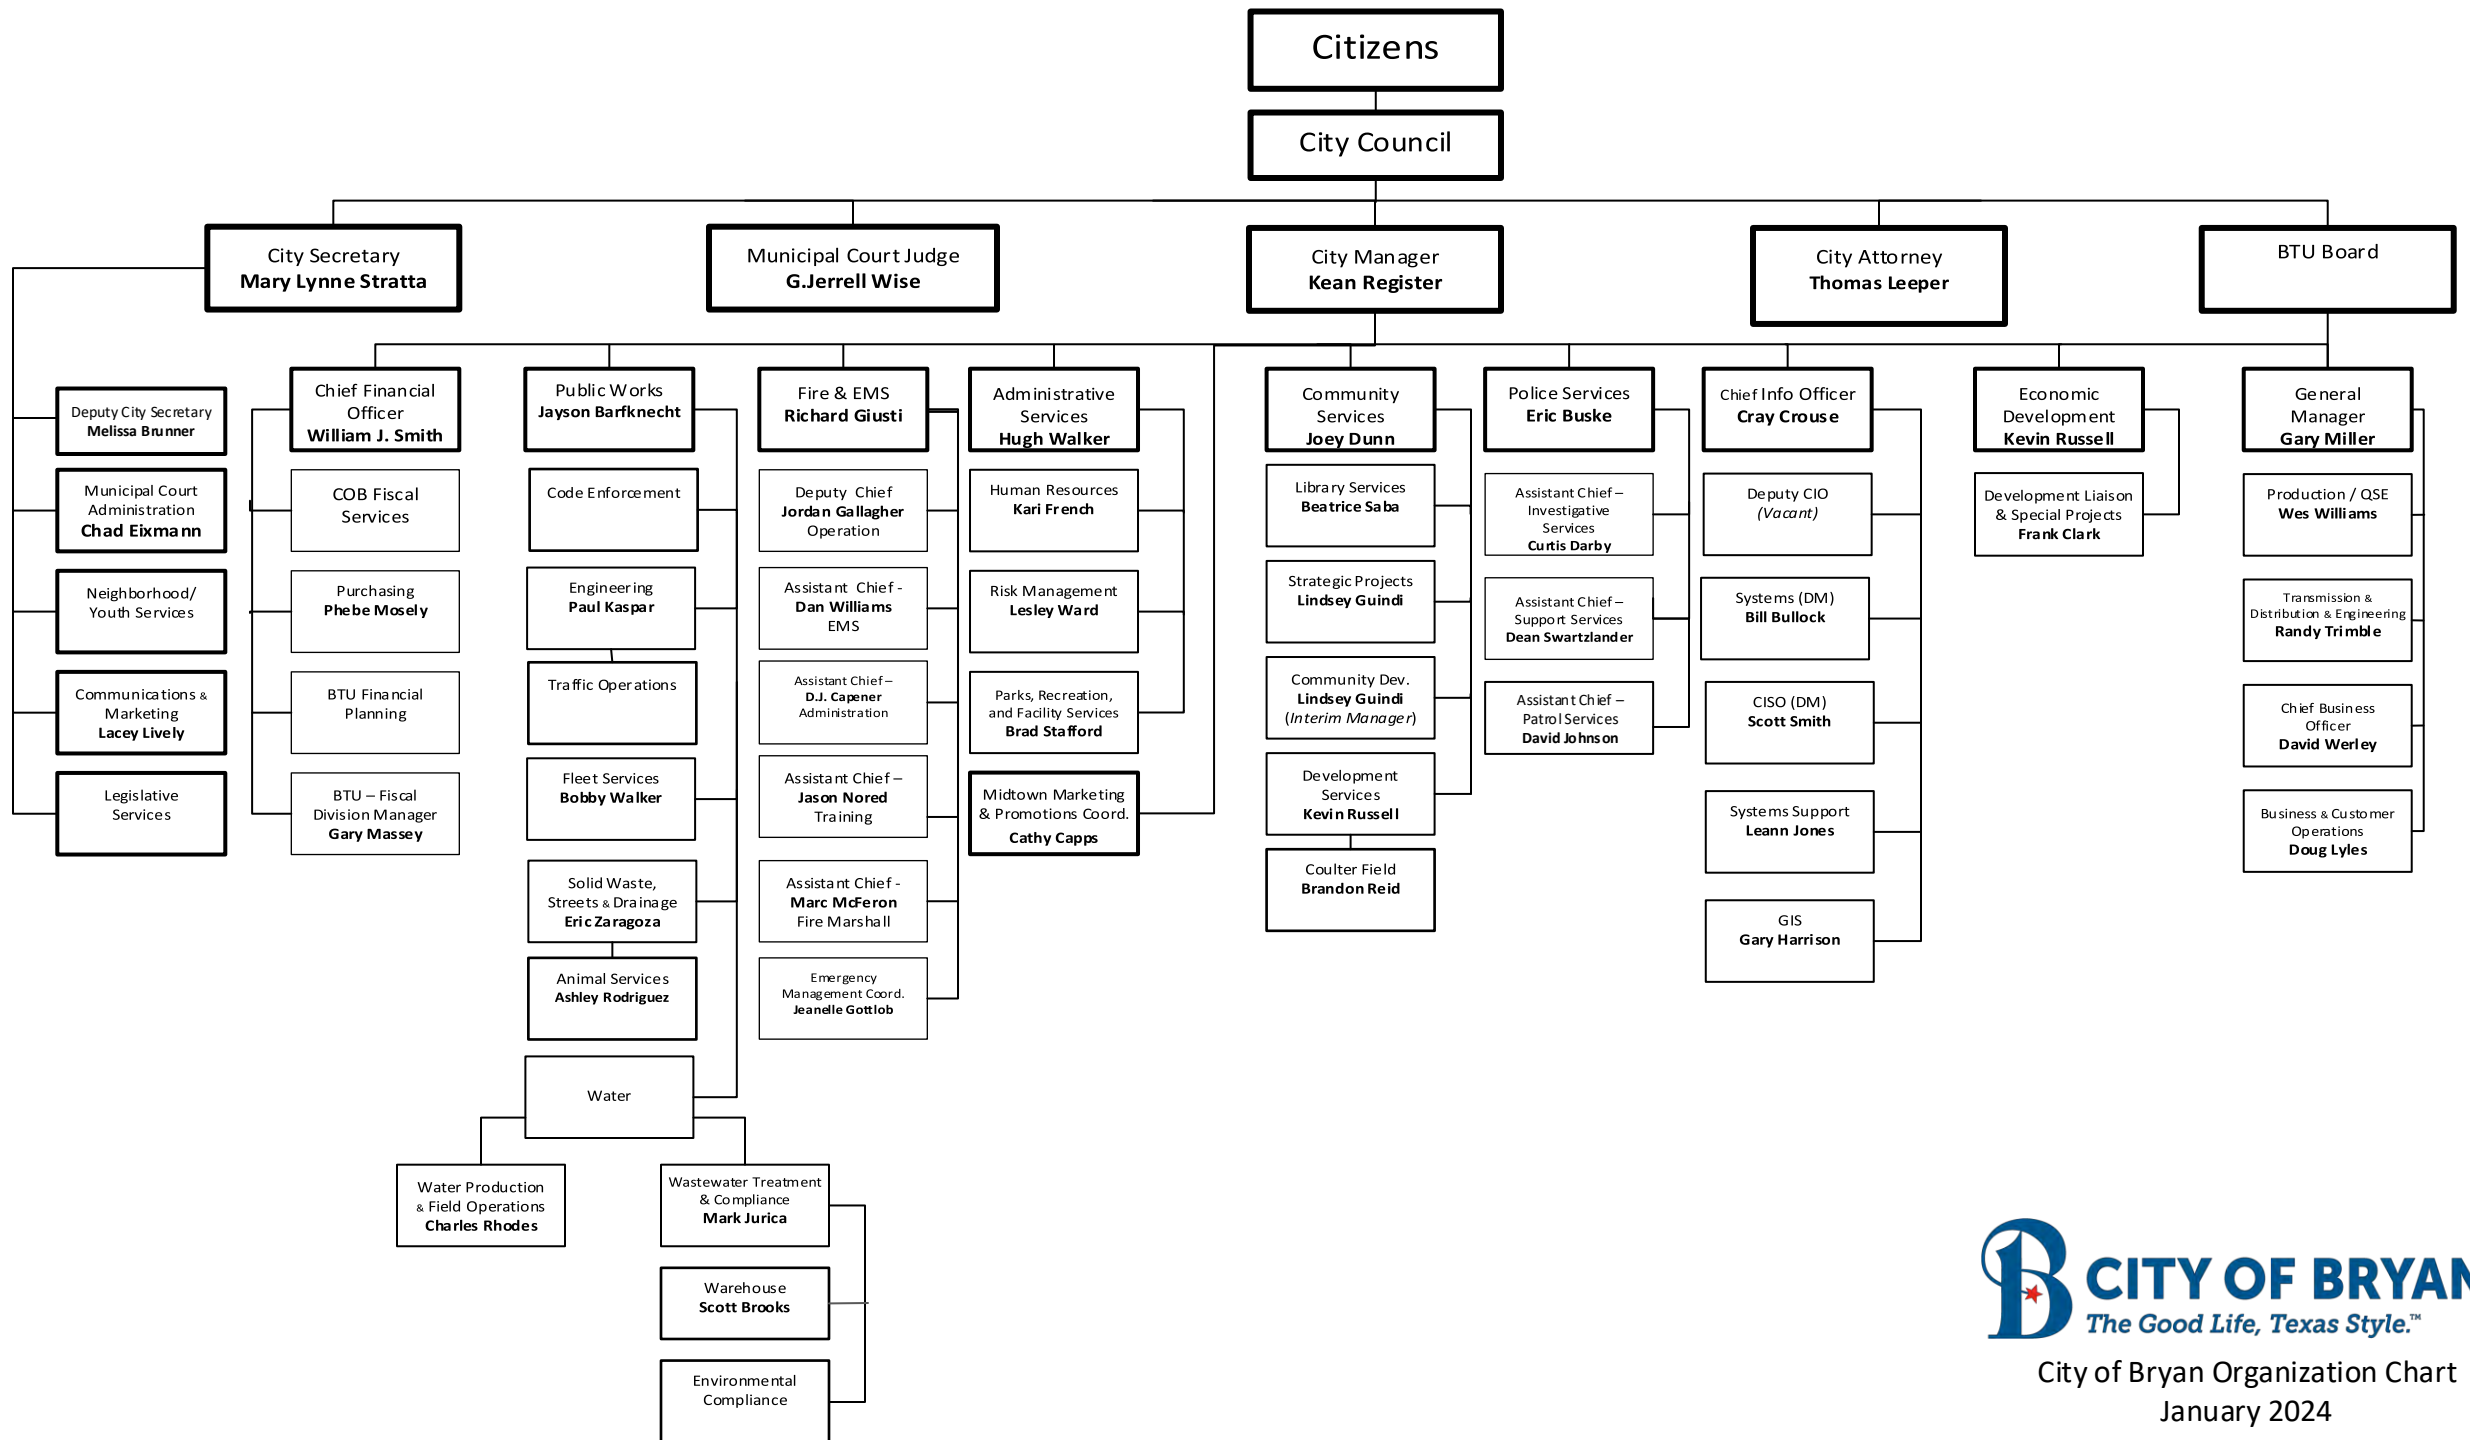 Citizens
City Council
City Secretary
Mary Lynne Stratta
Municipal Court Judge
G.Jerrell Wise
City Manager
Kean Register
City Attorney
Thomas Leeper
BTU Board
Deputy City Secretary
Melissa Brunner
Municipal Court
Administration
Chad Eixmann
Neighborhood/
Youth Services
Communications &
Marketing
Lacey Lively
Legislative
Services
Chief Financial
Officer
William J. Smith
COB Fiscal
Services
Purchasing
Phebe Mosely
BTU Financial
Planning
BTU – Fiscal
Division Manager
Gary Massey
Public Works
Jayson Barfknecht
Code Enforcement
Engineering
Paul Kaspar
Traffic Operations
Fleet Services
Bobby Walker
Solid Waste,
Streets & Drainage
Eric Zaragoza
Animal Services
Ashley Rodriguez
Water
Water Production
& Field Operations
Charles Rhodes
Wastewater Treatment
& Compliance
Mark Jurica
Warehouse
Scott Brooks
Environmental
Compliance
Fire & EMS
Richard Giusti
Deputy Chief
Jordan Gallagher
Operation
Assistant Chief -
Dan Williams
EMS
Assistant Chief –
D.J. Capener
Administration
Assistant Chief –
Jason Nored
Training
Assistant Chief -
Marc McFeron
Fire Marshall
Emergency
Management Coord.
Jeanelle Gottlob
Administrative
Services
Hugh Walker
Human Resources
Kari French
Risk Management
Lesley Ward
Parks, Recreation,
and Facility Services
Brad Stafford
Midtown Marketing
& Promotions Coord.
Cathy Capps
Community
Services
Joey Dunn
Library Services
Beatrice Saba
Strategic Projects
Lindsey Guindi
Community Dev.
Lindsey Guindi
(Interim Manager)
Development
Services
Kevin Russell
Coulter Field
Brandon Reid
Police Services
Eric Buske
Assistant Chief –
Investigative
Services
Curtis Darby
Assistant Chief –
Support Services
Dean Swartzlander
Assistant Chief –
Patrol Services
David Johnson
Chief Info Officer
Cray Crouse
Deputy CIO
(Vacant)
Systems (DM)
Bill Bullock
CISO (DM)
Scott Smith
Systems Support
Leann Jones
GIS
Gary Harrison
Economic
Development
Kevin Russell
Development Liaison
& Special Projects
Frank Clark
General
Manager
Gary Miller
Production / QSE
Wes Williams
Transmission &
Distribution & Engineering
Randy Trimble
Chief Business
Officer
David Werley
Business & Customer
Operations
Doug Lyles
B CITY OF BRYAN
The Good Life, Texas Style.™
City of Bryan Organization Chart
January 2024